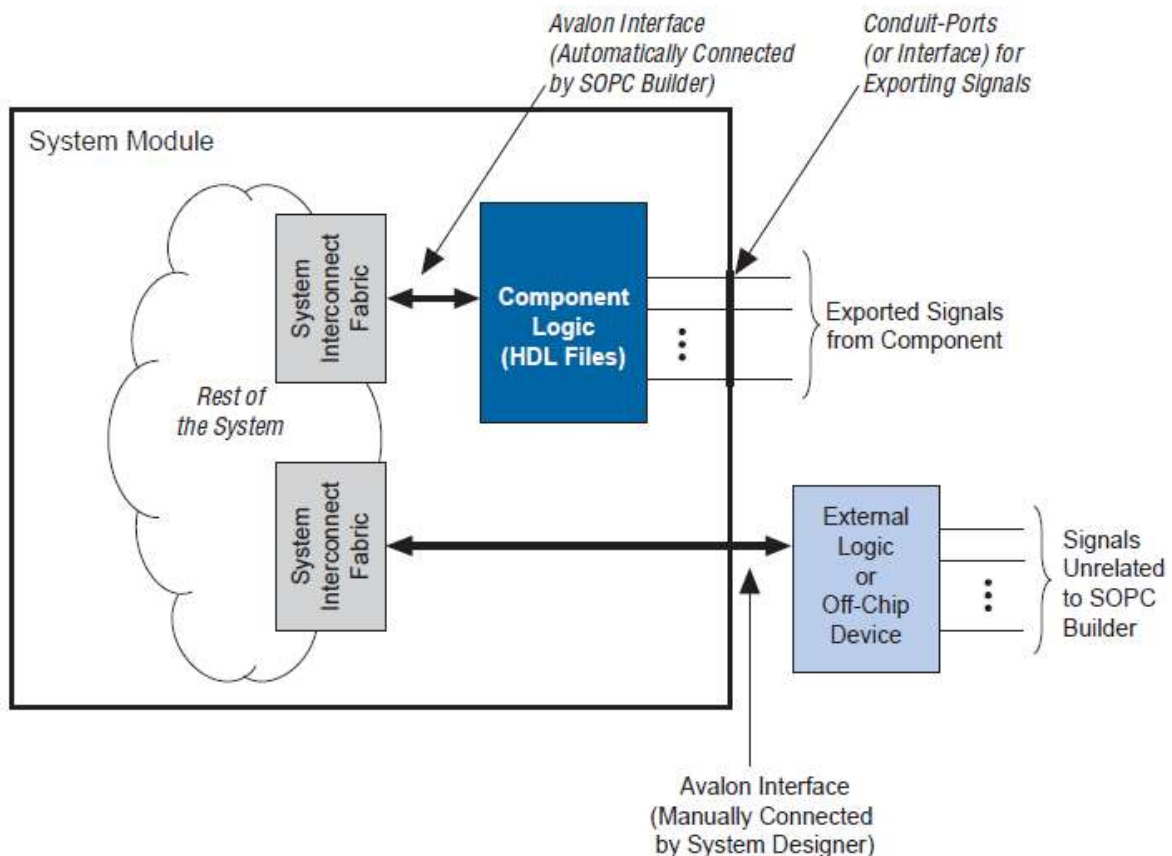 Avalon Interface
(Automatically Connected
by SOPC Builder)
Conduit-Ports
(or Interface) for
Exporting Signals
System Module
System
Interconnect
Fabric
Component
Logic
(HDL Files)
Exported Signals
from Component
Rest of
the System
System
Interconnect
Fabric
External
Logic
or
Off-Chip
Device
Signals
Unrelated
to SOPC
Builder
Avalon Interface
(Manually Connected
by System Designer)